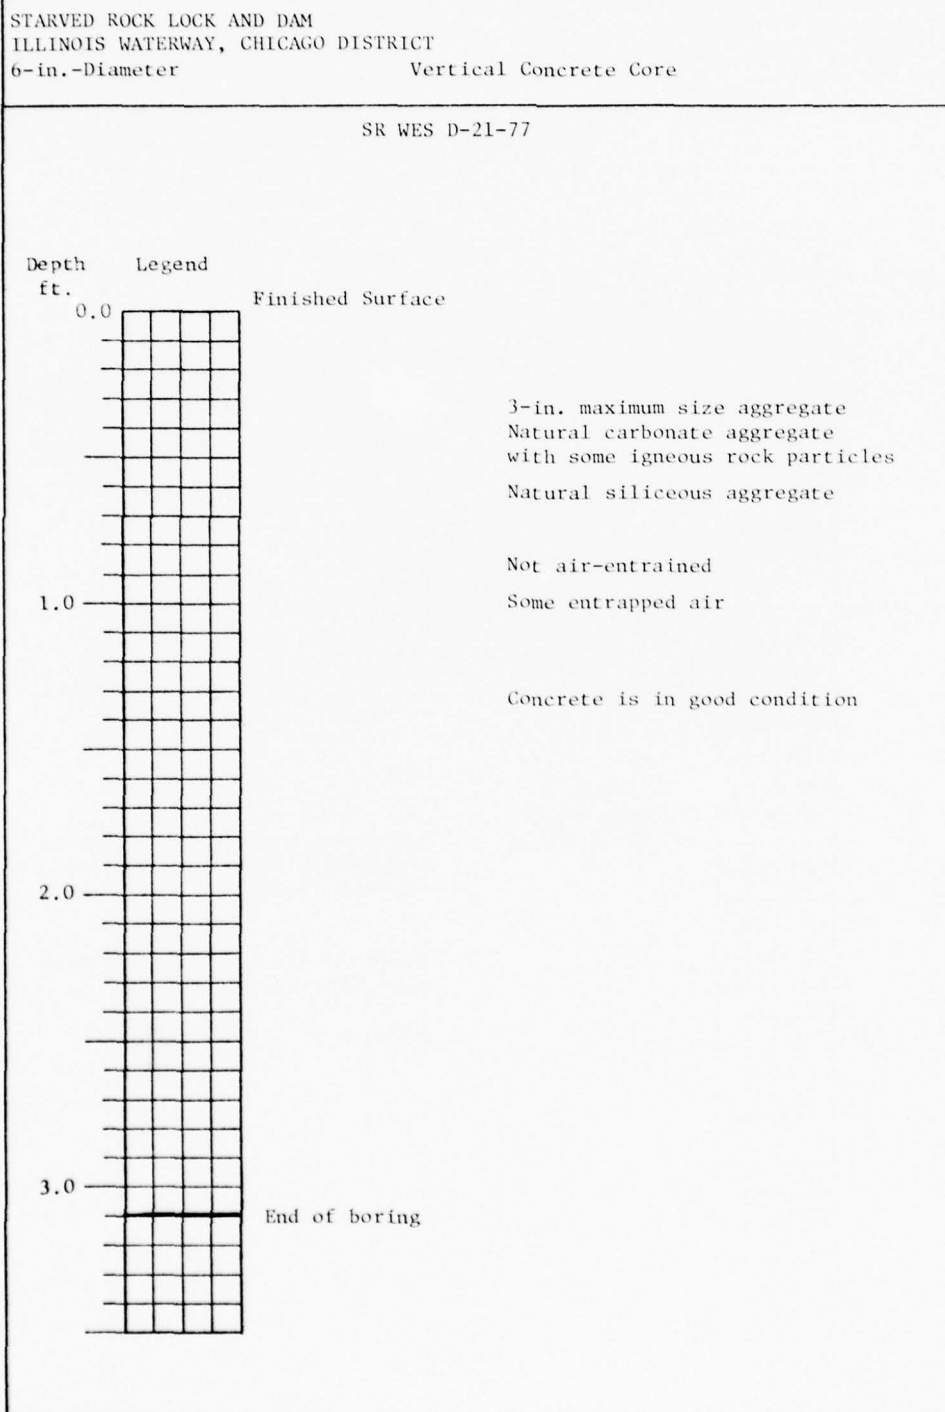 STARVED ROCK LOCK AND DAM
ILLINOIS WATERWAY, CHICAGO DISTRICT
6-in.-Diameter Vertical Concrete Core
SR WES D-21-77
Depth Legend
ft.
0.0
Finished Surface
3-in. maximum size aggregate
Natural carbonate aggregate
with some igneous rock particles
Natural siliceous aggregate
Not air-entrained
1.0
Some entrapped air
Concrete is in good condition
2.0
3.0
End of boring